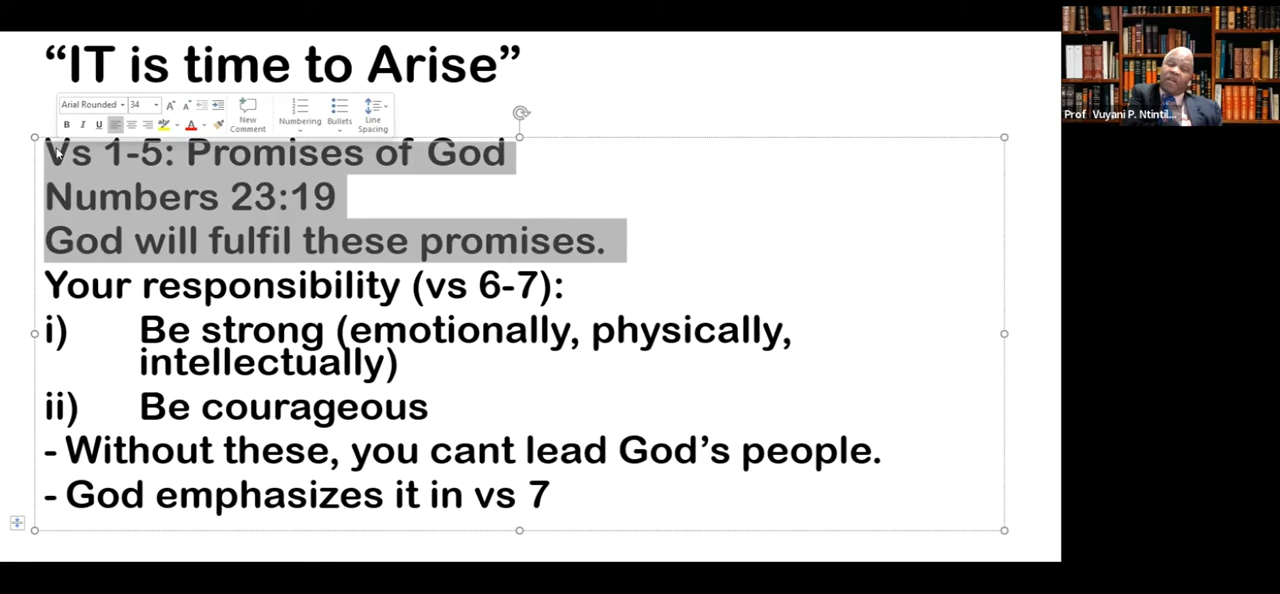 “IT is time to Arise”
Arial Rounded
34
New
Comment
Numbering
Bullets
Line
Spacing
Vs 1-5: Promises of God
Numbers 23:19
God will fulfil these promises.
Your responsibility (vs 6-7):
i) Be strong (emotionally, physically,
intellectually)
ii) Be courageous
- Without these, you cant lead God’s people.
- God emphasizes it in vs 7
Prof Vuyani P. Ntintil...